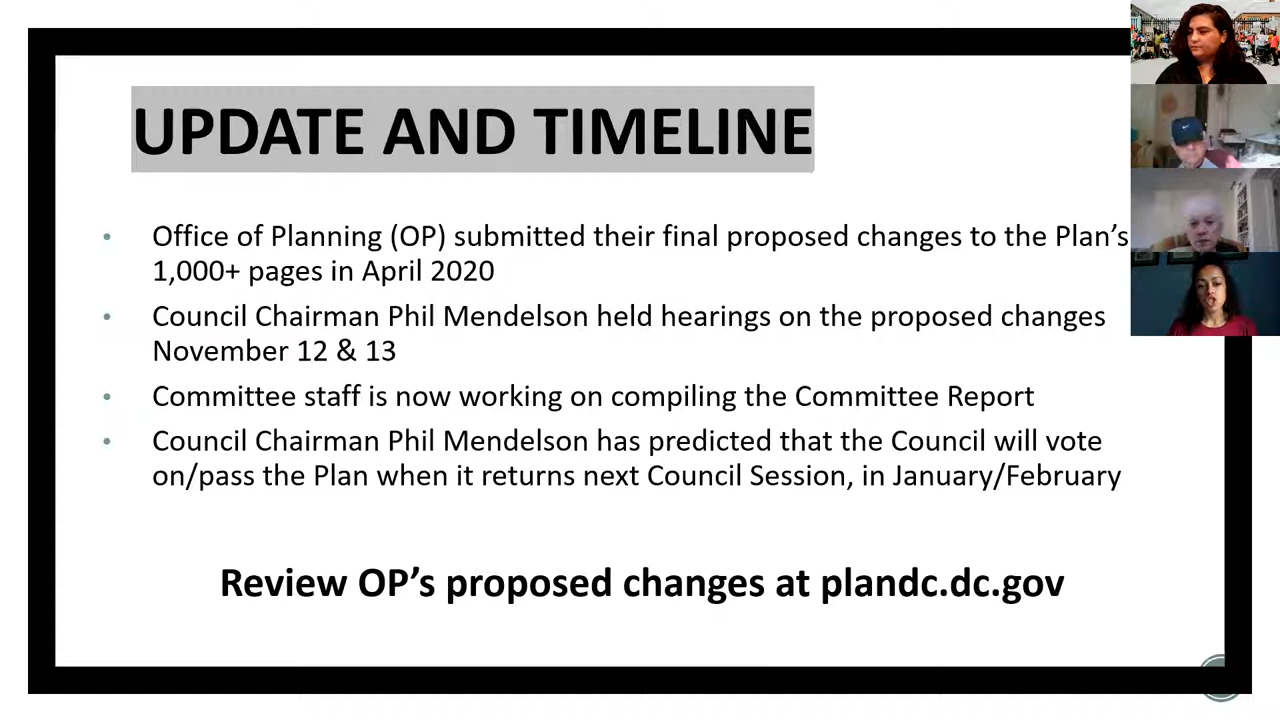 UPDATE AND TIMELINE
• Office of Planning (OP) submitted their final proposed changes to the Plan’s
1,000+ pages in April 2020
• Council Chairman Phil Mendelson held hearings on the proposed changes
November 12 & 13
• Committee staff is now working on compiling the Committee Report
• Council Chairman Phil Mendelson has predicted that the Council will vote
on/pass the Plan when it returns next Council Session, in January/February
Review OP’s proposed changes at plandc.dc.gov